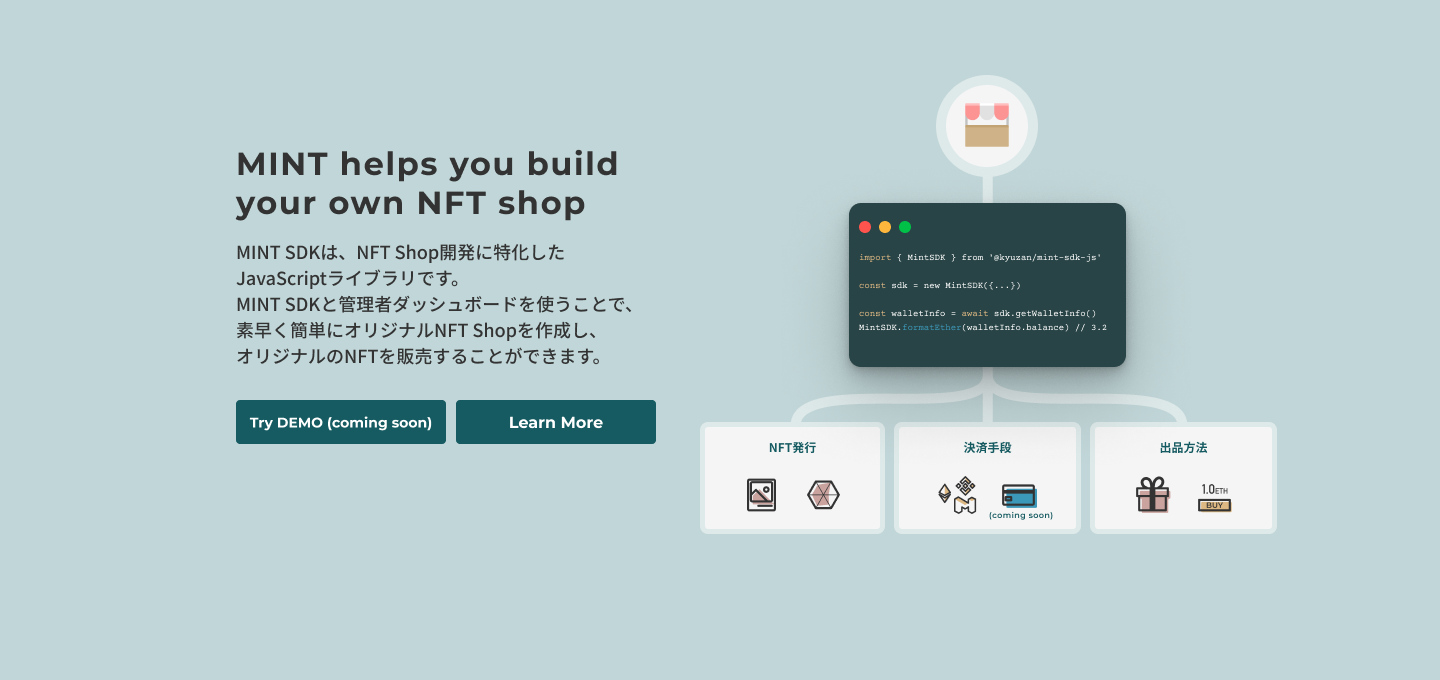 MINT helps you build
your own NFT shop
MINT SDKは、NFT Shop開発に特化した
JavaScriptライブラリです。
MINT SDKと管理者ダッシュボードを使うことで、
素早く簡単にオリジナルNFT Shopを作成し、
オリジナルのNFTを販売することができます。
Try DEMO (coming soon)
Learn More
import { MintSDK } from '@kyuzan/mint-sdk-js'
const sdk = new MintSDK({...})
const walletInfo = await sdk.getWalletInfo()
MintSDK.formatEther(walletInfo.balance) // 3.2
NFT発行
決済手段
(coming soon)
出品方法
1.0ETH
BUY